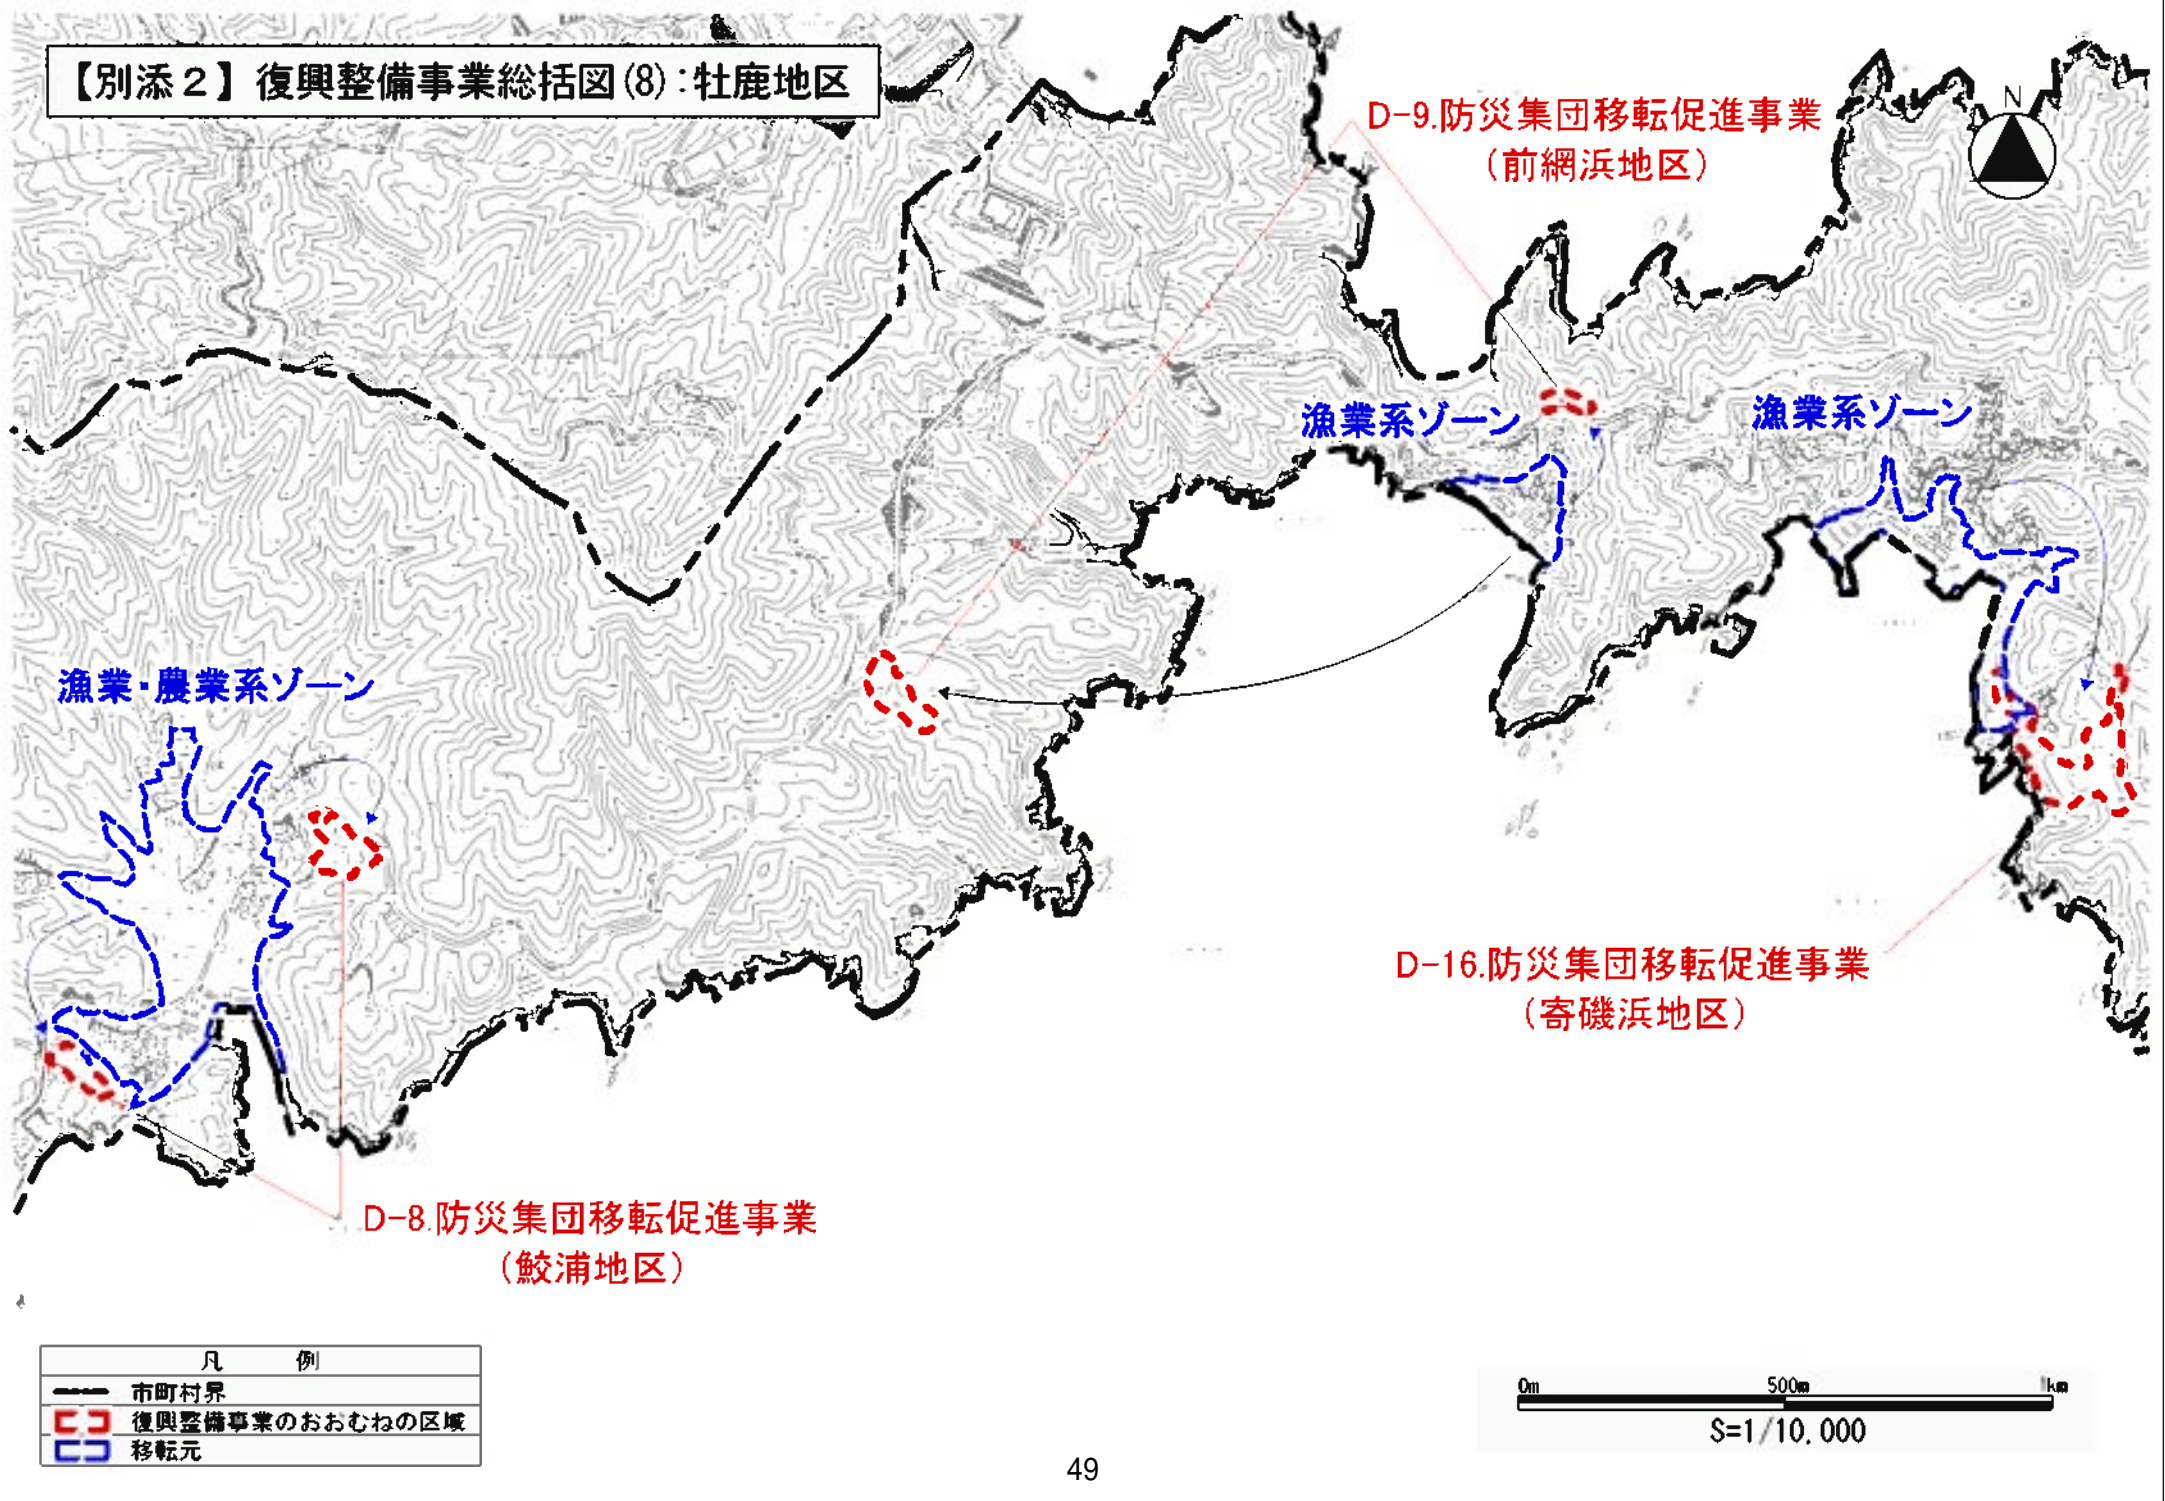 【別添２】復興整備事業総括図(8):牡鹿地区
N
D-9.防災集団移転促進事業
(前網浜地区)
漁業系ゾーン
漁業系ゾーン
漁業・農業系ゾーン
D-16.防災集団移転促進事業
(寄磯浜地区)
D-8.防災集団移転促進事業
(鮫浦地区)
凡 例
市町村界
復興整備事業のおおむねの区域
移転元
0m 500m 1km
S=1/10,000
49